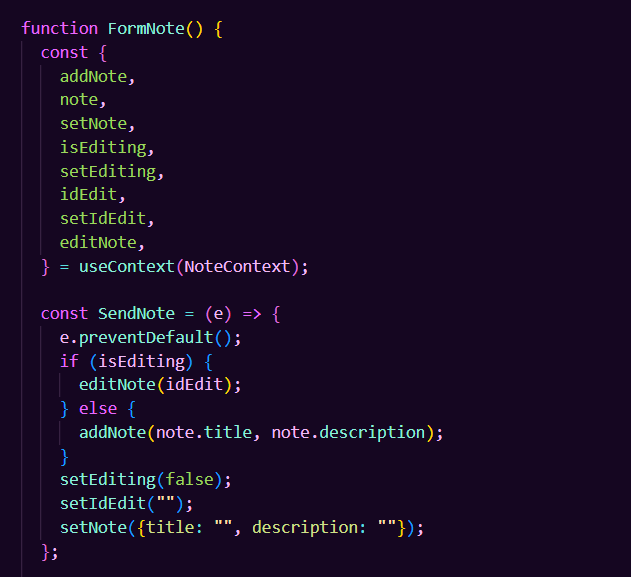 function FormNote() {
  const {
    addNote,
    note,
    setNote,
    isEditing,
    setEditing,
    idEdit,
    setIdEdit,
    editNote,
  } = useContext(NoteContext);

  const SendNote = (e) => {
    e.preventDefault();
    if (isEditing) {
      editNote(idEdit);
    } else {
      addNote(note.title, note.description);
    }
    setEditing(false);
    setIdEdit("");
    setNote({title: "", description: ""});
  };